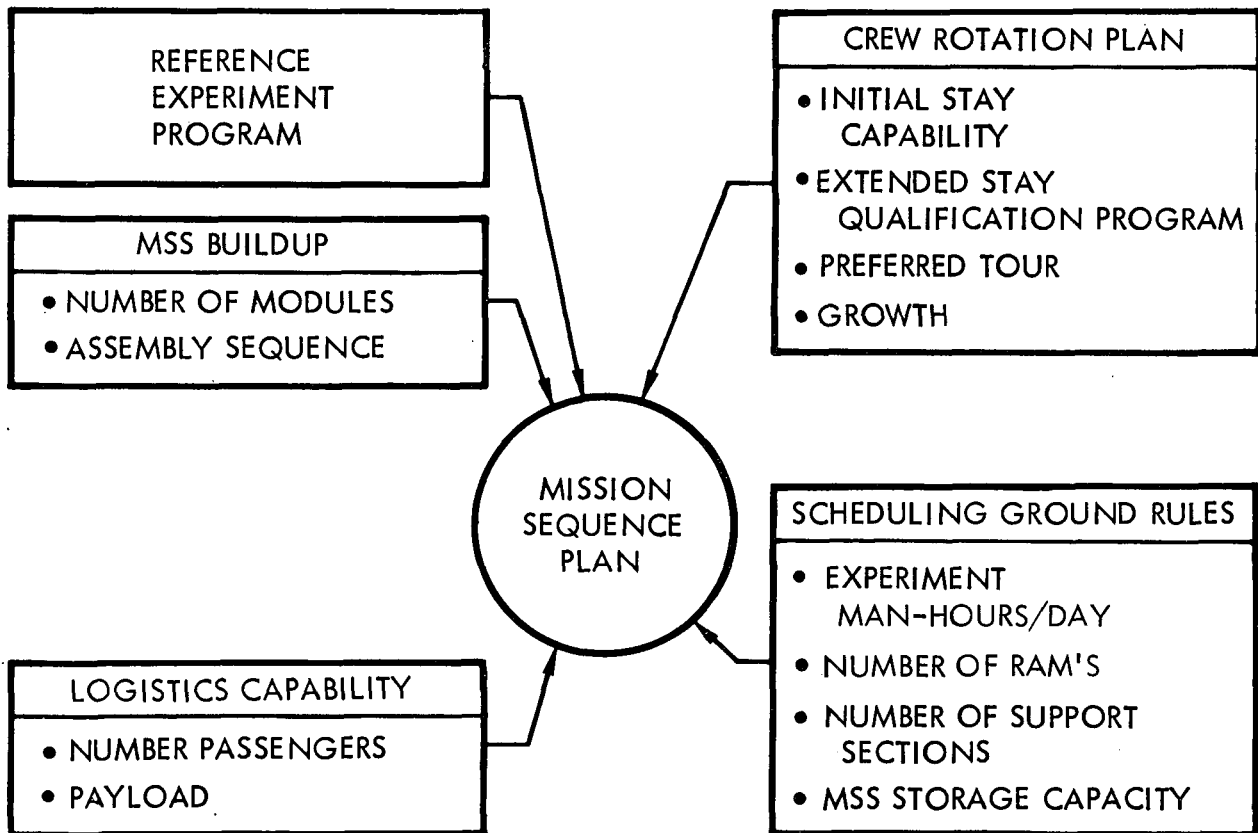 REFERENCE
EXPERIMENT
PROGRAM
MSS BUILDUP
• NUMBER OF MODULES
• ASSEMBLY SEQUENCE
CREW ROTATION PLAN
• INITIAL STAY
CAPABILITY
• EXTENDED STAY
QUALIFICATION PROGRAM
• PREFERRED TOUR
• GROWTH
MISSION
SEQUENCE
PLAN
LOGISTICS CAPABILITY
• NUMBER PASSENGERS
• PAYLOAD
SCHEDULING GROUND RULES
• EXPERIMENT
MAN-HOURS/DAY
• NUMBER OF RAM'S
• NUMBER OF SUPPORT
SECTIONS
• MSS STORAGE CAPACITY